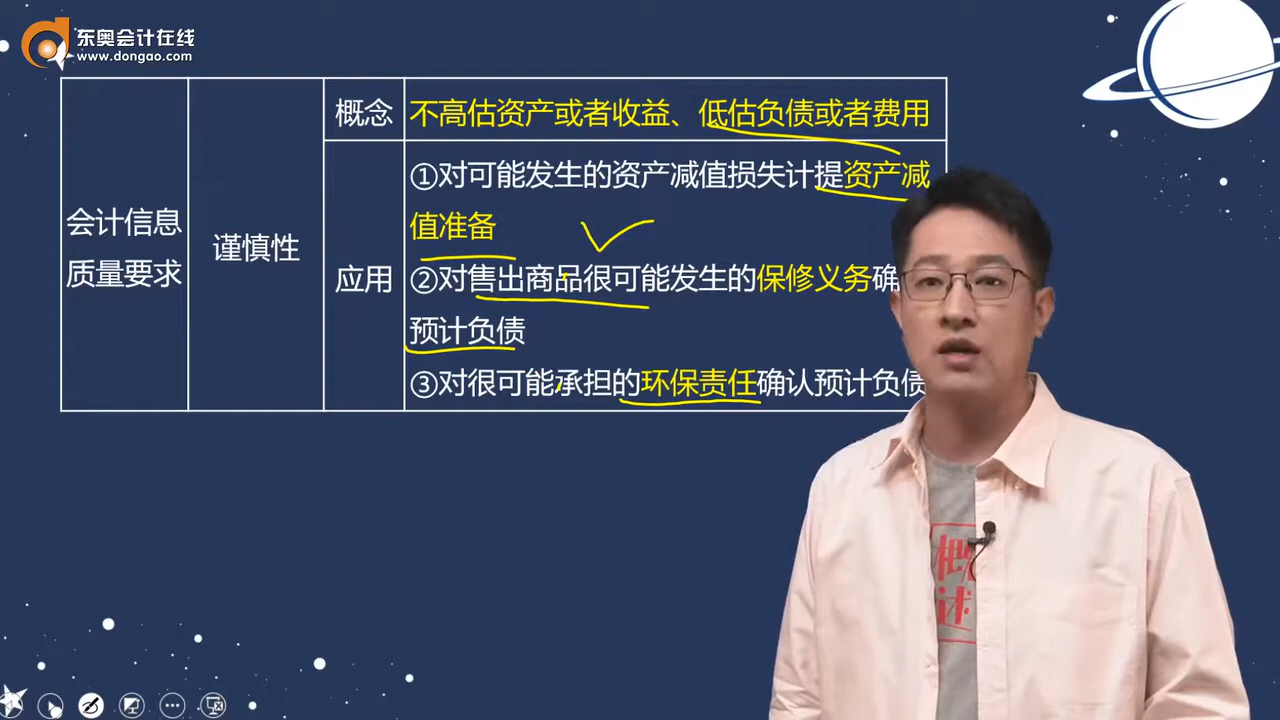 东奥会计在线
www.dongao.com
概念
不高估资产或者收益、低估负债或者费用
会计信息
质量要求
谨慎性
应用
①对可能发生的资产减值损失计提资产减
值准备
②对售出商品很可能发生的保修义务确
预计负债
③对很可能承担的环保责任确认预计负债
概
述